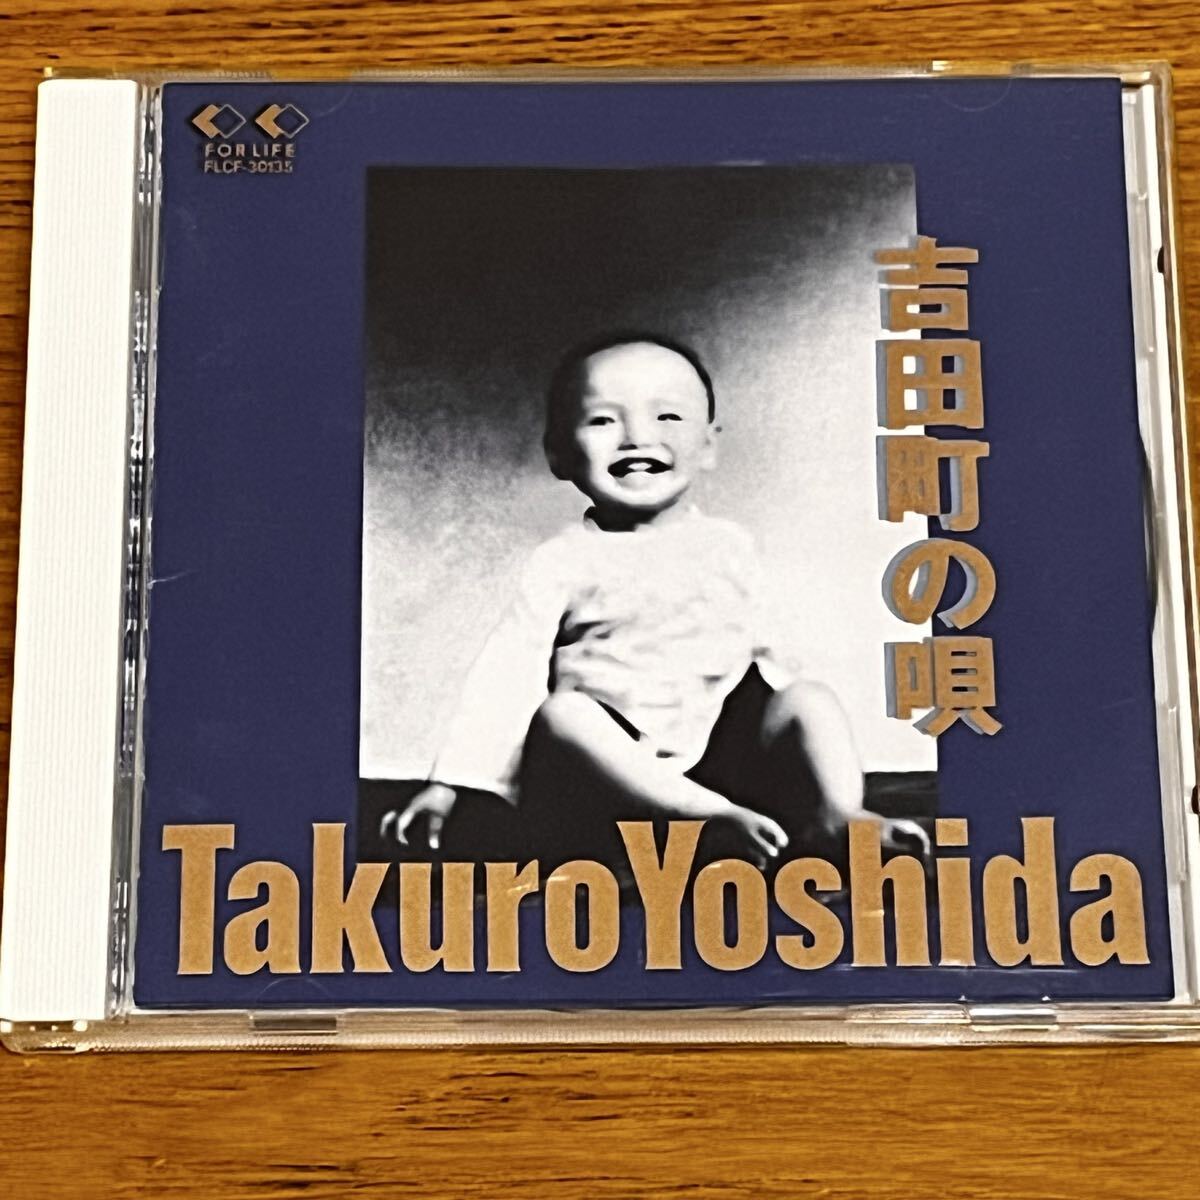 FOR LIFE
FLCF-30135
吉田町の唄
TakuroYoshida